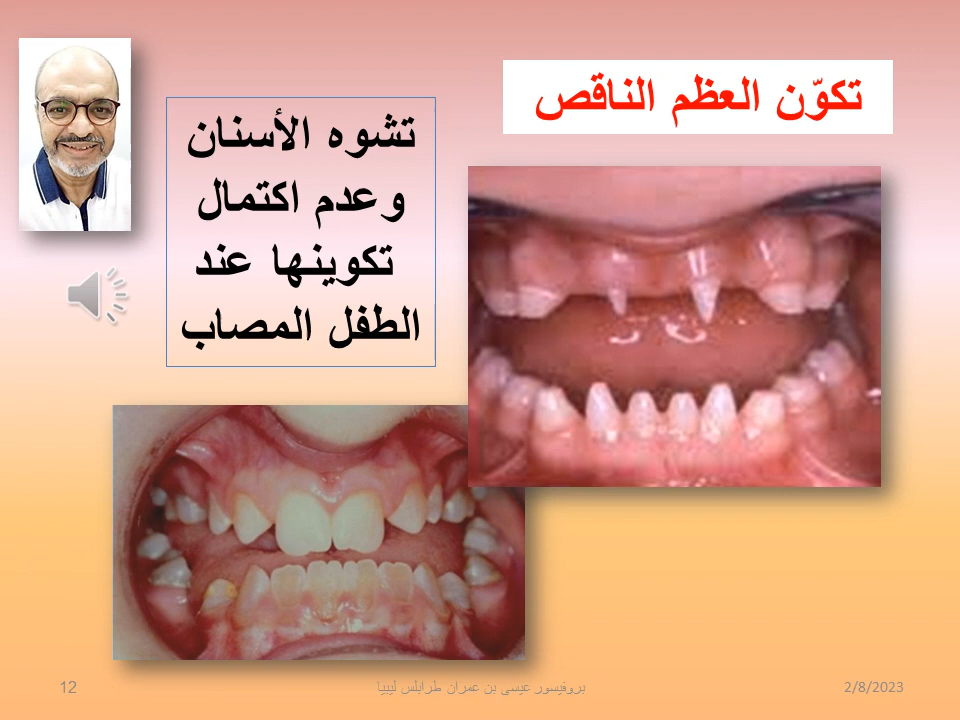 تكوّن العظم الناقص
تشوه الأسنان
وعدم اكتمال
تكوينها عند
الطفل المصاب
12
بروفيسور عيسى بن عمران طرابلس ليبيا
2/8/2023